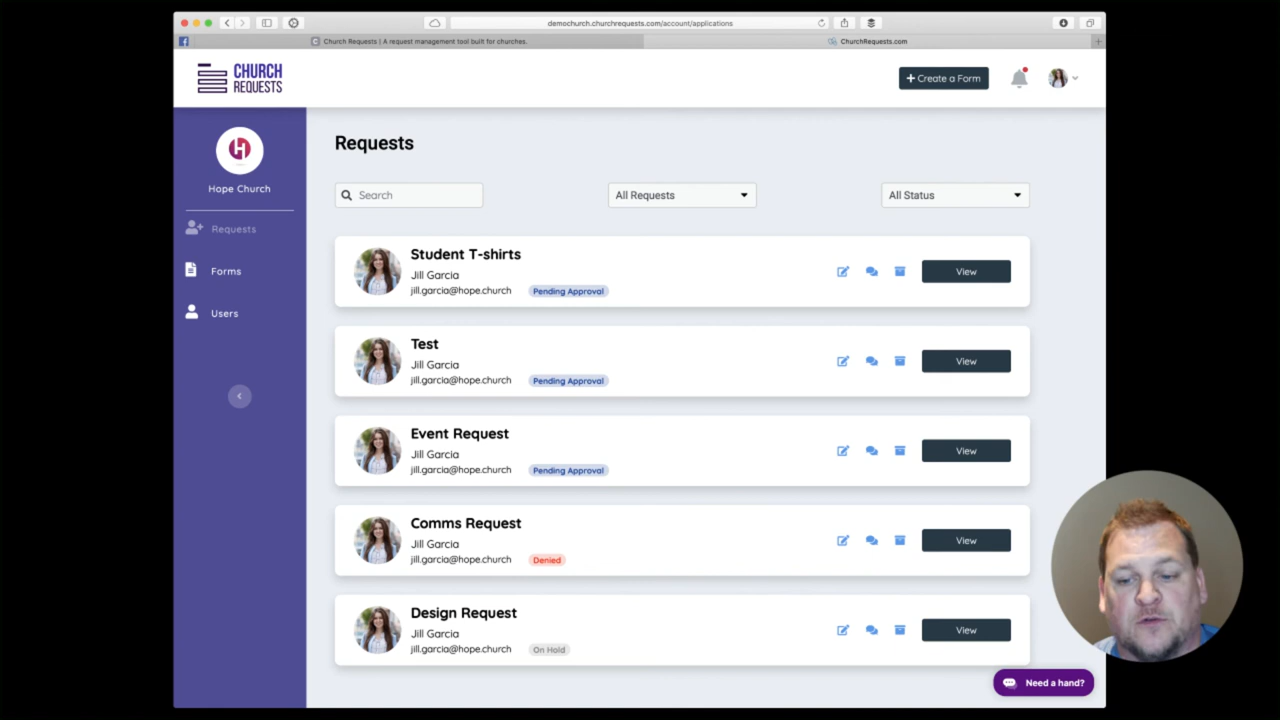 demochurch.churchrequests.com/account/applications
Church Requests | A request management tool built for churches.
ChurchRequests.com
CHURCH
REQUESTS
Create a Form
Hope Church
Requests
Forms
Users
Requests
Search
All Requests
All Status
Student T-shirts
Jill Garcia
jill.garcia@hope.church
Pending Approval
View
Test
Jill Garcia
jill.garcia@hope.church
Pending Approval
View
Event Request
Jill Garcia
jill.garcia@hope.church
Pending Approval
View
Comms Request
Jill Garcia
jill.garcia@hope.church
Denied
View
Design Request
Jill Garcia
jill.garcia@hope.church
On Hold
View
Need a hand?